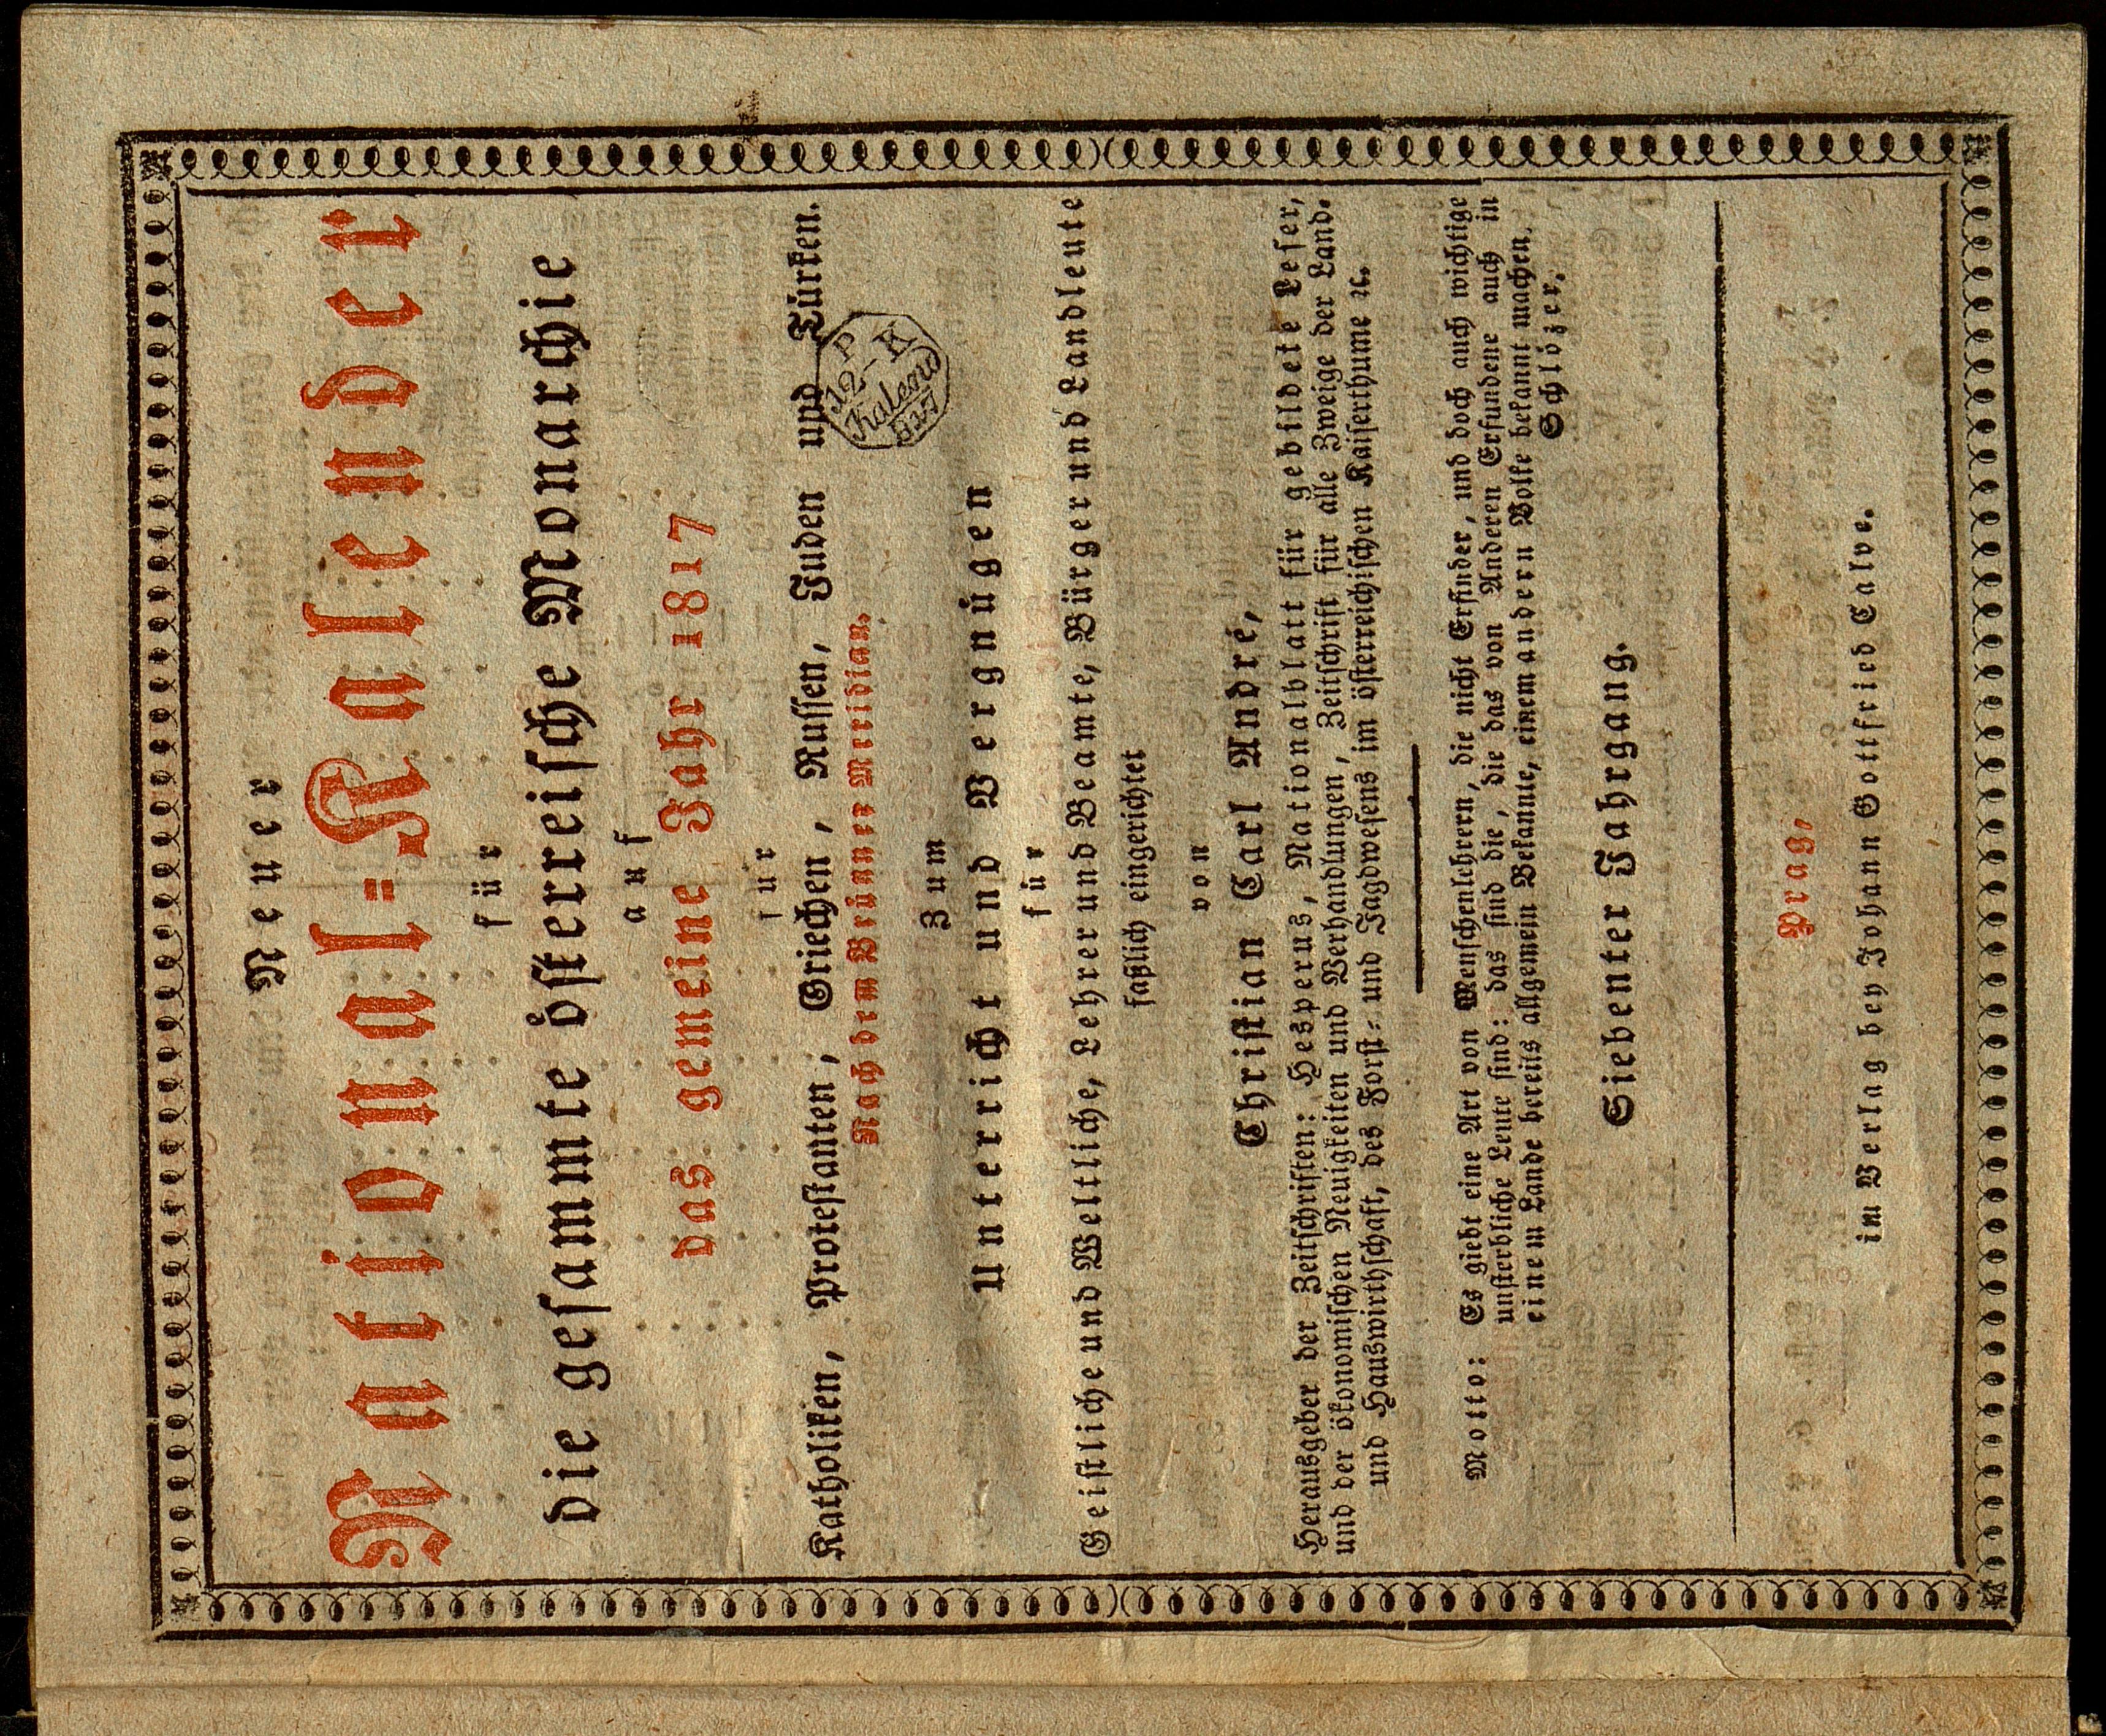 Neuer
National-Kalender
für
die gesammte österreische Monarchie
auf
das gemeine Jahr 1817
für
Katholiken, Protestanten, Griechen, Russen, Juden und Türken.
Nach dem Brünner Meridian.
Zum
Unterricht und Vergnügen
für
Geistliche und Weltliche, Lehrer und Beamte, Bürger und Landleute
faßlich eingerichtet
von
Christian Carl André,
Herausgeber der Zeitschriften: Hesperus, Nationalblatt für gebildete Leser,
und der ökonomischen Neuigkeiten und Verhandlungen, Zeitschrift für alle Zweige der Land-
und Hauswirthschaft, des Forst- und Jagdwesens im österreichischen Kaiserthume ꝛc.
Motto: Es giebt eine Art von Menschenlehrern, die nicht Erfinder, und doch auch wichtige
unsterbliche Leute sind: das sind die, die das von Anderen Erfundene auch in
einem Lande bereits allgemein Bekannte, einem andern Volke bekannt machen.
Schlözer.
Siebenter Jahrgang.
Prag,
im Verlag bey Johann Gottfried Calve.
P K
12
Kalend